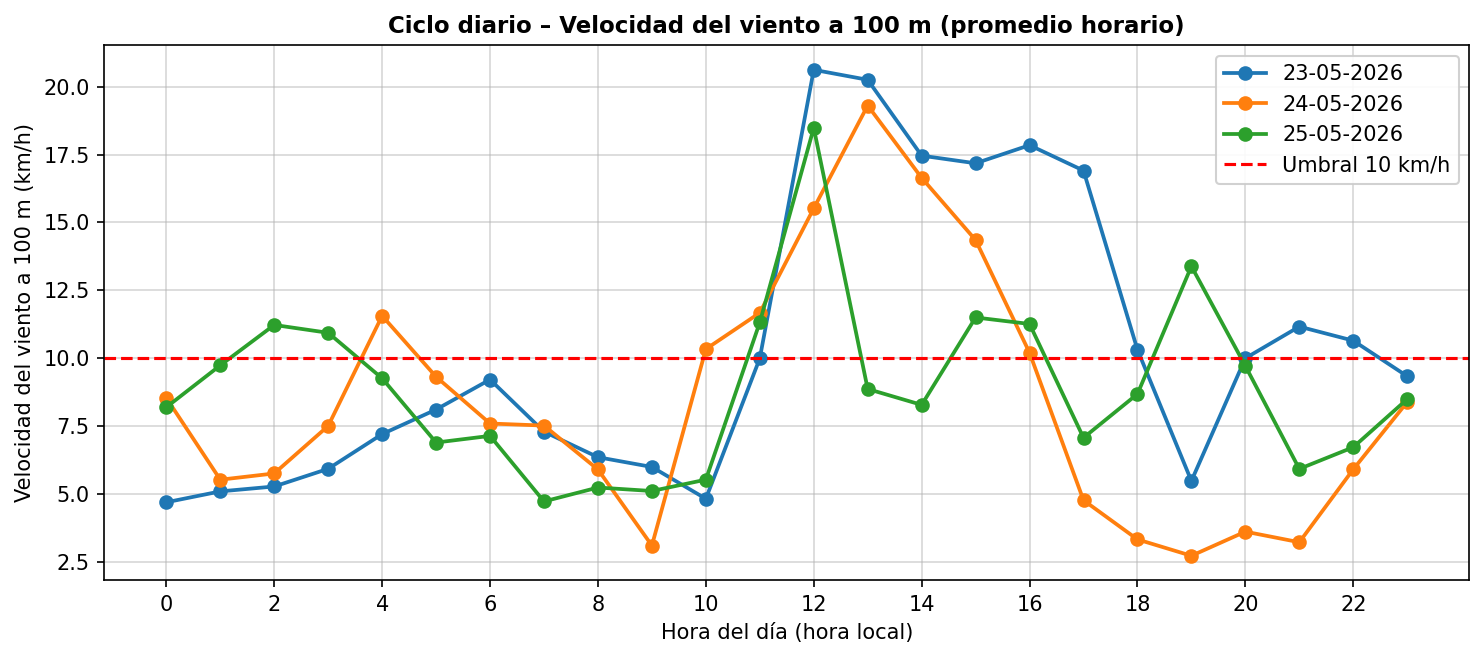 Ciclo diario – Velocidad del viento a 100 m (promedio horario)
23-05-2026
24-05-2026
25-05-2026
Umbral 10 km/h
Velocidad del viento a 100 m (km/h)
20.0
17.5
15.0
12.5
10.0
7.5
5.0
2.5
0 2 4 6 8 10 12 14 16 18 20 22
Hora del día (hora local)